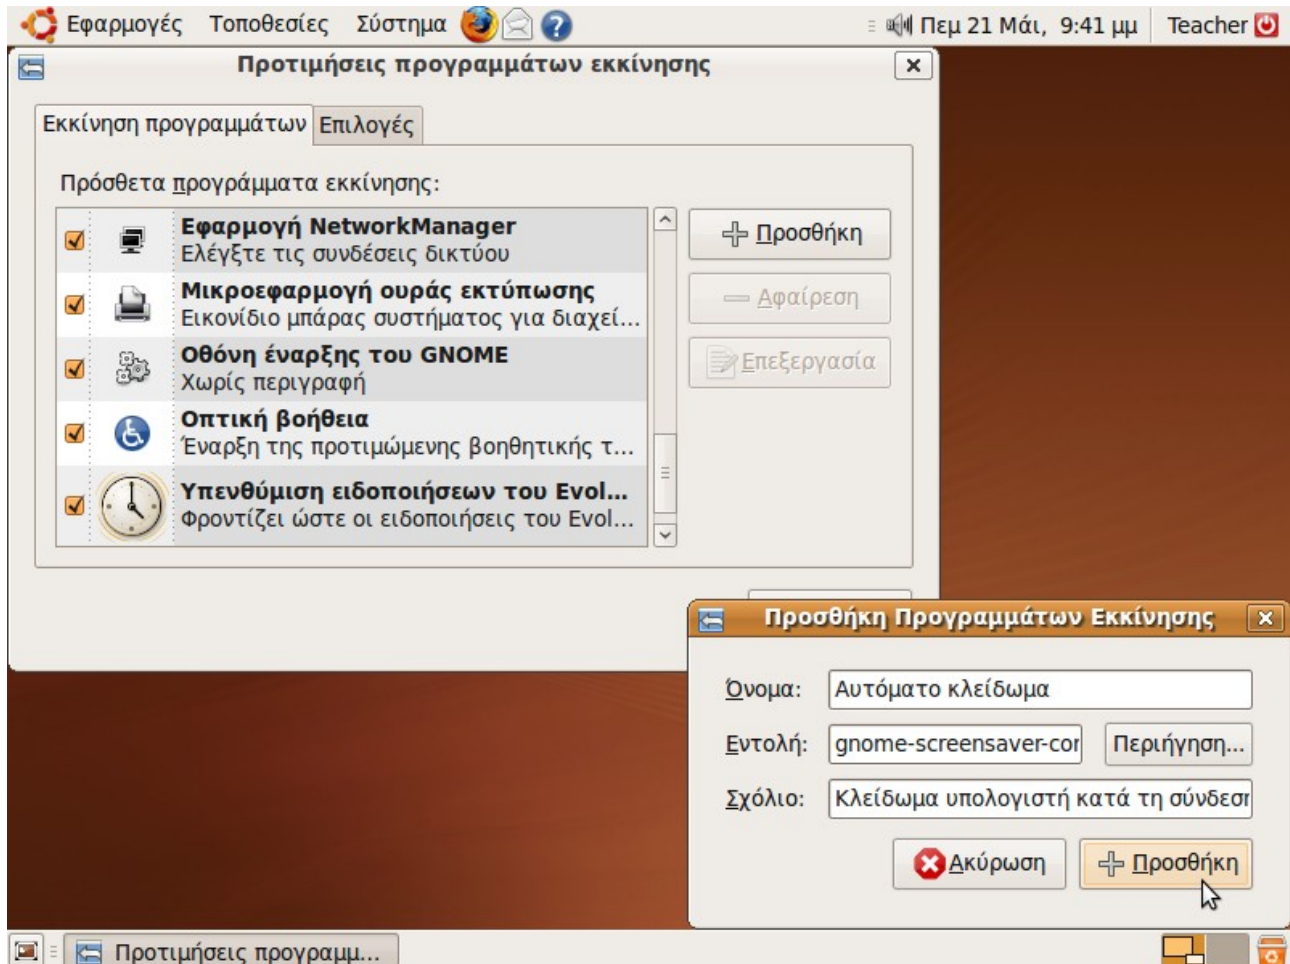 Εφαρμογές Τοποθεσίες Σύστημα Πεμ 21 Μάι, 9:41 μμ Teacher
Προτιμήσεις προγραμμάτων εκκίνησης
Εκκίνηση προγραμμάτων Επιλογές
Πρόσθετα προγράμματα εκκίνησης:
Εφαρμογή NetworkManager
Ελέγξτε τις συνδέσεις δικτύου
Μικροεφαρμογή ουράς εκτύπωσης
Εικονίδιο μπάρας συστήματος για διαχεί...
Οθόνη έναρξης του GNOME
Χωρίς περιγραφή
Οπτική βοήθεια
Έναρξη της προτιμώμενης βοηθητικής τ...
Υπενθύμιση ειδοποιήσεων του Evol...
Φροντίζει ώστε οι ειδοποιήσεις του Evol...
Προσθήκη
Αφαίρεση
Επεξεργασία
Προσθήκη Προγραμμάτων Εκκίνησης
Όνομα: Αυτόματο κλείδωμα
Εντολή: gnome-screensaver-cor Περιήγηση...
Σχόλιο: Κλείδωμα υπολογιστή κατά τη σύνδεση
Ακύρωση Προσθήκη
Προτιμήσεις προγραμμ...